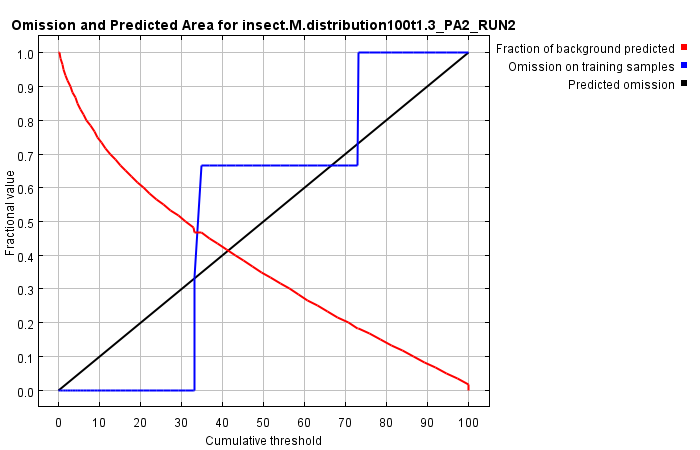 Omission and Predicted Area for insect.M.distribution100t1.3_PA2_RUN2
Fraction of background predicted
Omission on training samples
Predicted omission
Fractional value
1.0
0.9
0.8
0.7
0.6
0.5
0.4
0.3
0.2
0.1
0.0
0 10 20 30 40 50 60 70 80 90 100
Cumulative threshold